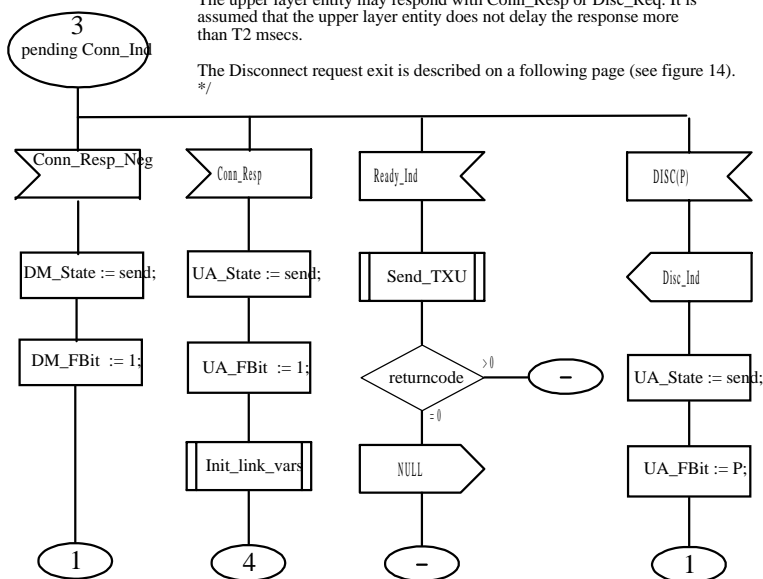 The upper layer entity may respond with Conn_Resp or Disc_Req. It is
assumed that the upper layer entity does not delay the response more
than T2 msecs.
The Disconnect request exit is described on a following page (see figure 14).
*/
3
pending Conn_Ind
Conn_Resp_Neg
Conn_Resp
Ready_Ind
DISC(P)
DM_State := send;
UA_State := send;
Send_TXU
Disc_Ind
DM_FBit := 1;
UA_FBit := 1;
returncode
> 0
–
UA_State := send;
= 0
Init_link_vars
NULL
UA_FBit := P;
1
4
–
1